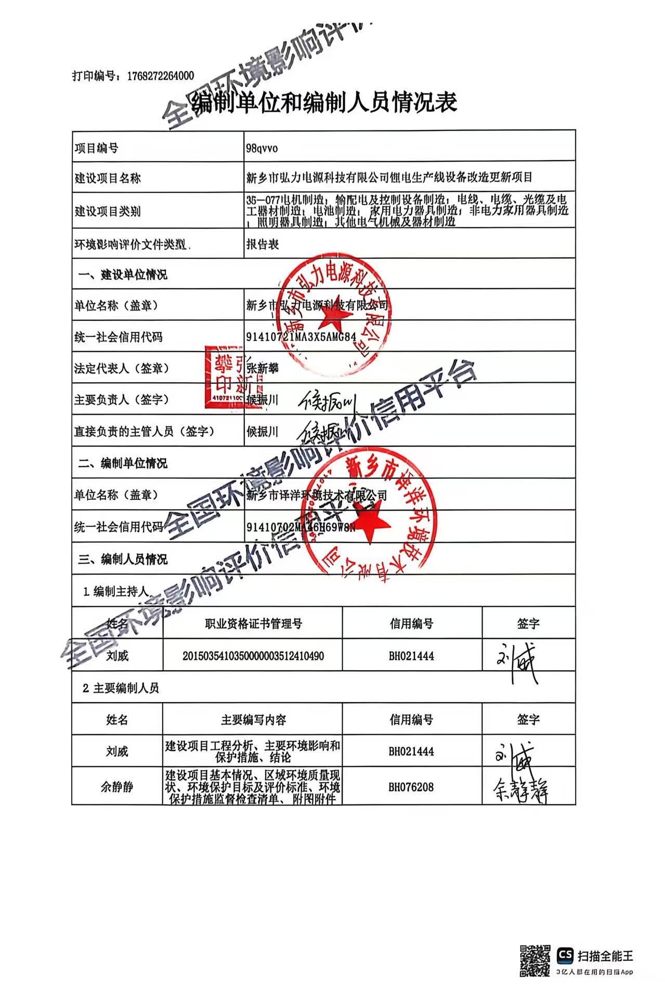 全国环境影响评价
打印编号：1768272264000
编制单位和编制人员情况表
项目编号 98qvvo
建设项目名称 新乡市弘力电源科技有限公司锂电生产线设备改造更新项目
建设项目类别 35—077电机制造；输配电及控制设备制造；电线、电缆、光缆及电
工器材制造；电池制造；家用电力器具制造；非电力家用器具制造
；照明器具制造；其他电气机械及器材制造
环境影响评价文件类型 报告表
一、建设单位情况
新乡市弘力电源科技有限公司
单位名称（盖章） 新乡市弘力电源科技有限公司
统一社会信用代码 91410721MA3X5AMG84
法定代表人（签章） 张新攀
主要负责人（签字） 候振川 候振川
直接负责的主管人员（签字） 候振川 候振
全国环境影响评价信用平台
二、编制单位情况
新乡市译洋环境技术有限公司
单位名称（盖章） 新乡市译洋环境技术有限公司
统一社会信用代码 91410702MA46H69W8N
全国环境影响评价信用平台
三、编制人员情况
1 编制主持人
姓名 职业资格证书管理号 信用编号 签字
刘威 2015035410350000003512410490 BH021444 刘威
2 主要编制人员
姓名 主要编写内容 信用编号 签字
刘威 建设项目工程分析、主要环境影响和
保护措施、结论 BH021444 刘威
余静静 建设项目基本情况、区域环境质量现
状、环境保护目标及评价标准、环境
保护措施监督检查清单、附图附件 BH076208 余静静
CS 扫描全能王
3亿人都在用的扫描App